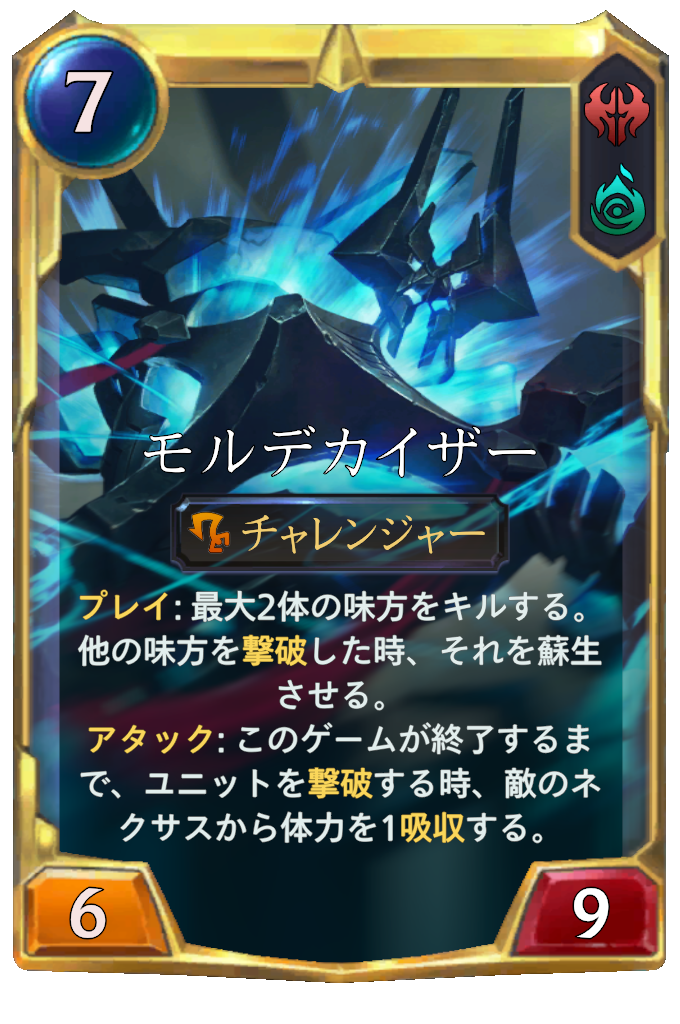 7
モルデカイザー
チャレンジャー
プレイ: 最大2体の味方をキルする。
他の味方を撃破した時、それを蘇生
させる。
アタック: このゲームが終了するま
で、ユニットを撃破する時、敵のネ
クサスから体力を1吸収する。
6
9